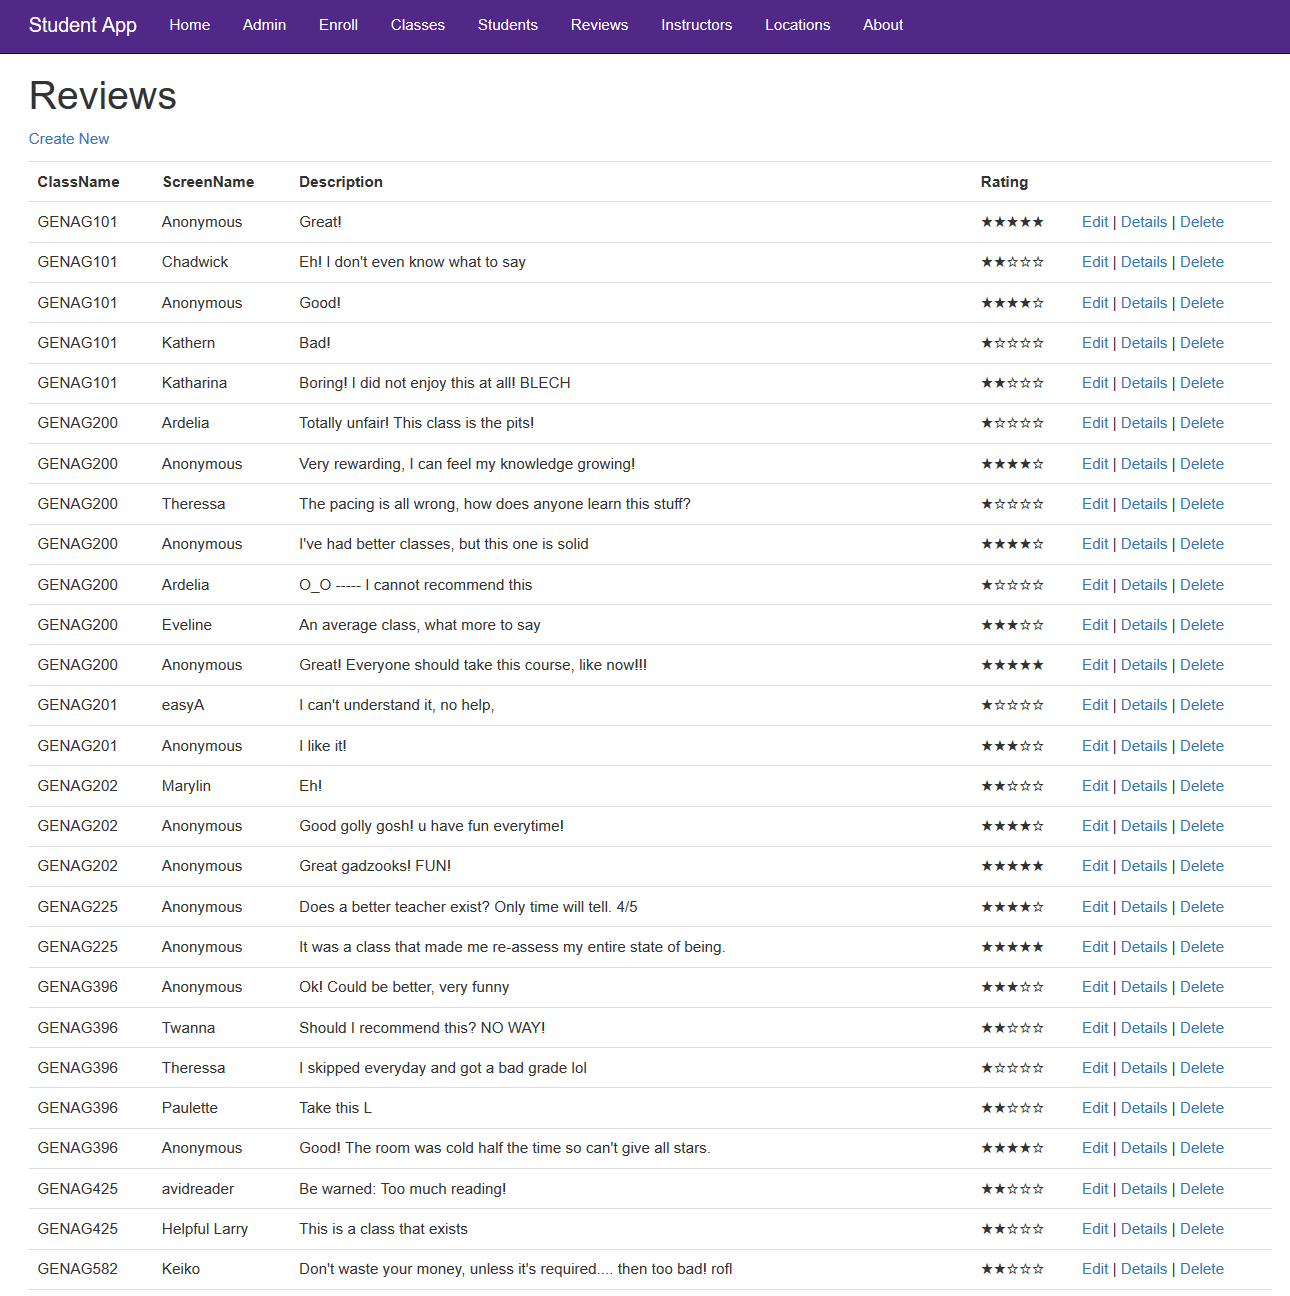 Student App Home Admin Enroll Classes Students Reviews Instructors Locations About
Reviews
Create New
ClassName ScreenName Description Rating
GENAG101 Anonymous Great! ★★★★★ Edit | Details | Delete
GENAG101 Chadwick Eh! I don't even know what to say ★★☆☆☆ Edit | Details | Delete
GENAG101 Anonymous Good! ★★★★☆ Edit | Details | Delete
GENAG101 Kathern Bad! ★☆☆☆☆ Edit | Details | Delete
GENAG101 Katharina Boring! I did not enjoy this at all! BLECH ★★☆☆☆ Edit | Details | Delete
GENAG200 Ardelia Totally unfair! This class is the pits! ★☆☆☆☆ Edit | Details | Delete
GENAG200 Anonymous Very rewarding, I can feel my knowledge growing! ★★★★☆ Edit | Details | Delete
GENAG200 Theressa The pacing is all wrong, how does anyone learn this stuff? ★☆☆☆☆ Edit | Details | Delete
GENAG200 Anonymous I've had better classes, but this one is solid ★★★★☆ Edit | Details | Delete
GENAG200 Ardelia O_O ----- I cannot recommend this ★☆☆☆☆ Edit | Details | Delete
GENAG200 Eveline An average class, what more to say ★★★☆☆ Edit | Details | Delete
GENAG200 Anonymous Great! Everyone should take this course, like now!!! ★★★★★ Edit | Details | Delete
GENAG201 easyA I can't understand it, no help, ★☆☆☆☆ Edit | Details | Delete
GENAG201 Anonymous I like it! ★★★☆☆ Edit | Details | Delete
GENAG202 Marylin Eh! ★★☆☆☆ Edit | Details | Delete
GENAG202 Anonymous Good golly gosh! u have fun everytime! ★★★★☆ Edit | Details | Delete
GENAG202 Anonymous Great gadzooks! FUN! ★★★★★ Edit | Details | Delete
GENAG225 Anonymous Does a better teacher exist? Only time will tell. 4/5 ★★★★☆ Edit | Details | Delete
GENAG225 Anonymous It was a class that made me re-assess my entire state of being. ★★★★★ Edit | Details | Delete
GENAG396 Anonymous Ok! Could be better, very funny ★★★☆☆ Edit | Details | Delete
GENAG396 Twanna Should I recommend this? NO WAY! ★★☆☆☆ Edit | Details | Delete
GENAG396 Theressa I skipped everyday and got a bad grade lol ★☆☆☆☆ Edit | Details | Delete
GENAG396 Paulette Take this L ★★☆☆☆ Edit | Details | Delete
GENAG396 Anonymous Good! The room was cold half the time so can't give all stars. ★★★★☆ Edit | Details | Delete
GENAG425 avidreader Be warned: Too much reading! ★★☆☆☆ Edit | Details | Delete
GENAG425 Helpful Larry This is a class that exists ★★☆☆☆ Edit | Details | Delete
GENAG582 Keiko Don't waste your money, unless it's required.... then too bad! rofl ★★☆☆☆ Edit | Details | Delete